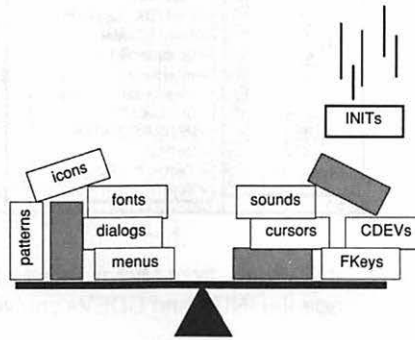 INITs
icons
patterns
fonts
sounds
dialogs
cursors
CDEVs
menus
FKeys